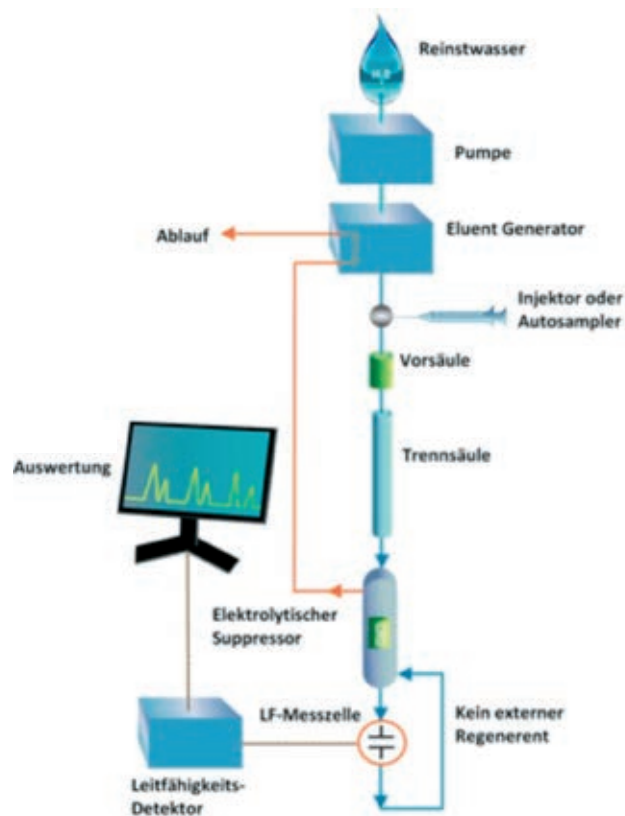 Reinstwasser
H₂O
Pumpe
Eluent Generator
Ablauf
Injektor oder
Autosampler
Vorsäule
Trennsäule
Auswertung
Elektrolytischer
Suppressor
LF-Messzelle
Kein externer
Regenerent
Leitfähigkeits-
Detektor